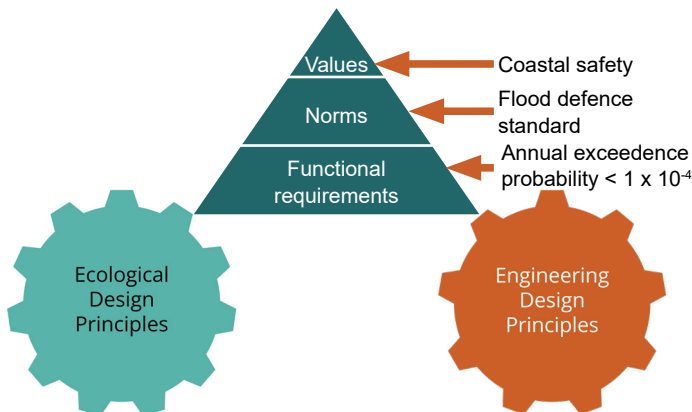 Values
Coastal safety
Norms
Flood defence
standard
Functional
requirements
Annual exceedence
probability < 1 x 10⁻⁴
Ecological
Design
Principles
Engineering
Design
Principles